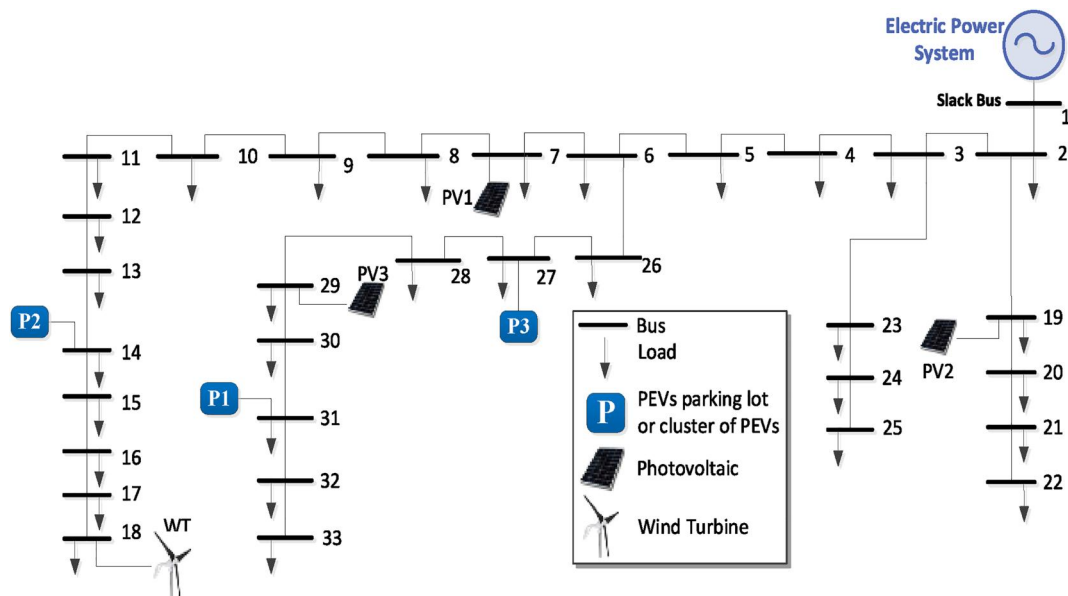 Electric Power
System
Slack Bus
1
11
10
9
8
7
6
5
4
3
2
PV1
12
13
P2
14
15
16
17
18
WT
PV3
29
28
27
26
P3
30
P1
31
32
33
Bus
Load
P
PEVs parking lot
or cluster of PEVs
Photovoltaic
Wind Turbine
23
24
25
PV2
19
20
21
22